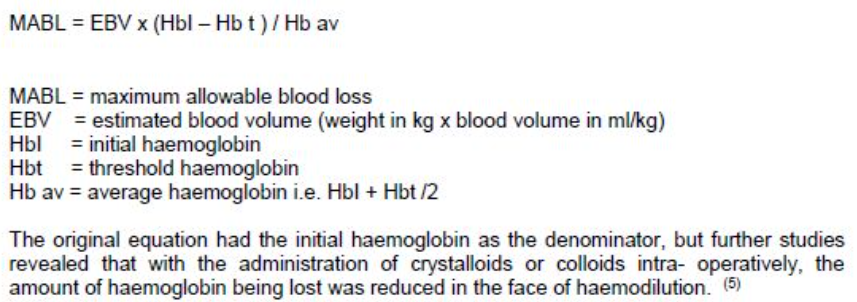 MABL = EBV x (HbI – Hb t ) / Hb av
MABL = maximum allowable blood loss
EBV = estimated blood volume (weight in kg x blood volume in ml/kg)
HbI = initial haemoglobin
Hbt = threshold haemoglobin
Hb av = average haemoglobin i.e. HbI + Hbt /2
The original equation had the initial haemoglobin as the denominator, but further studies
revealed that with the administration of crystalloids or colloids intra- operatively, the
amount of haemoglobin being lost was reduced in the face of haemodilution. (5)